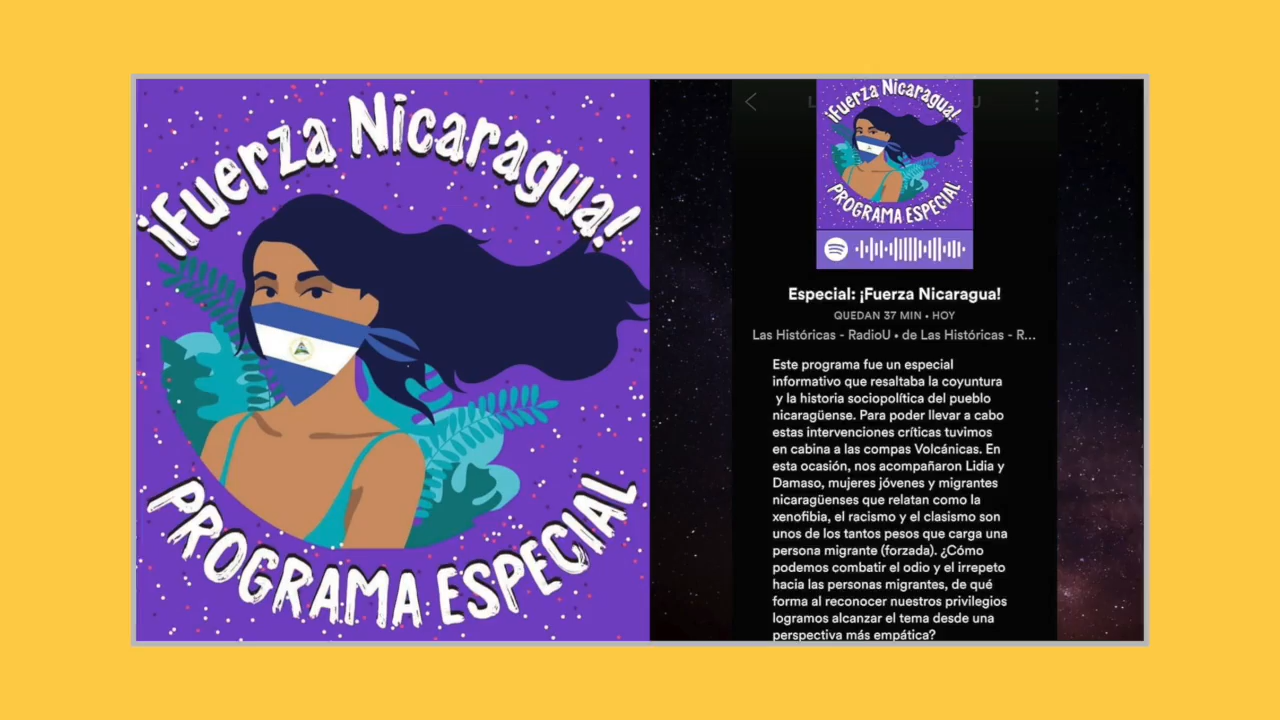 ¡Fuerza Nicaragua!
PROGRAMA ESPECIAL
¡Fuerza Nicaragua!
PROGRAMA ESPECIAL
Especial: ¡Fuerza Nicaragua!
QUEDAN 37 MIN • HOY
Las Históricas - RadioU • de Las Históricas - R...
Este programa fue un especial
informativo que resaltaba la coyuntura
y la historia sociopolítica del pueblo
nicaragüense. Para poder llevar a cabo
estas intervenciones críticas tuvimos
en cabina a las compas Volcánicas. En
esta ocasión, nos acompañaron Lidia y
Damaso, mujeres jóvenes y migrantes
nicaragüenses que relatan como la
xenofibia, el racismo y el clasismo son
unos de los tantos pesos que carga una
persona migrante (forzada). ¿Cómo
podemos combatir el odio y el irrepeto
hacia las personas migrantes, de qué
forma al reconocer nuestros privilegios
logramos alcanzar el tema desde una
perspectiva más empática?